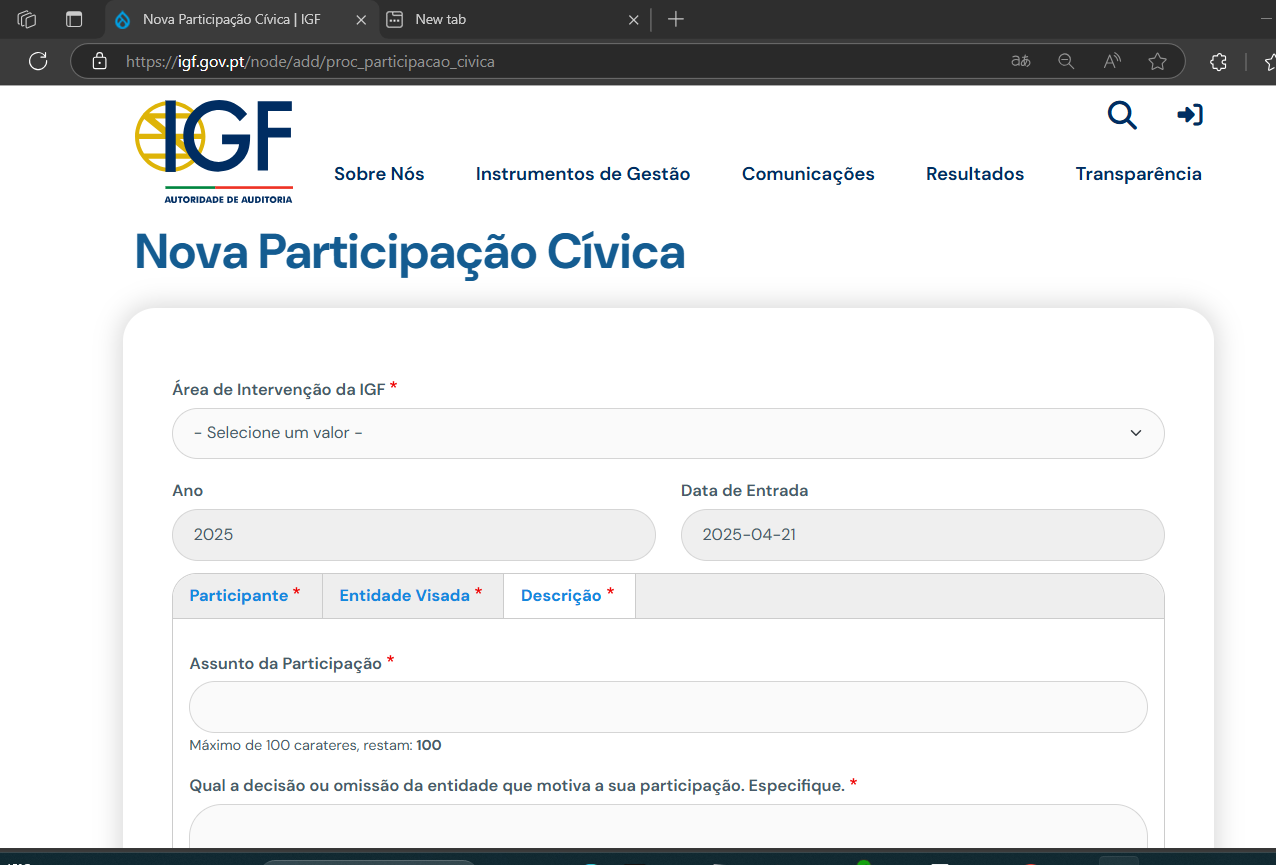 Nova Participação Cívica | IGF
New tab
https://igf.gov.pt/node/add/proc_participacao_civica
IGF
AUTORIDADE DE AUDITORIA
Sobre Nós
Instrumentos de Gestão
Comunicações
Resultados
Transparência
Nova Participação Cívica
Área de Intervenção da IGF *
- Selecione um valor -
Ano
Data de Entrada
2025
2025-04-21
Participante *
Entidade Visada *
Descrição *
Assunto da Participação *
Máximo de 100 carateres, restam: 100
Qual a decisão ou omissão da entidade que motiva a sua participação. Especifique. *